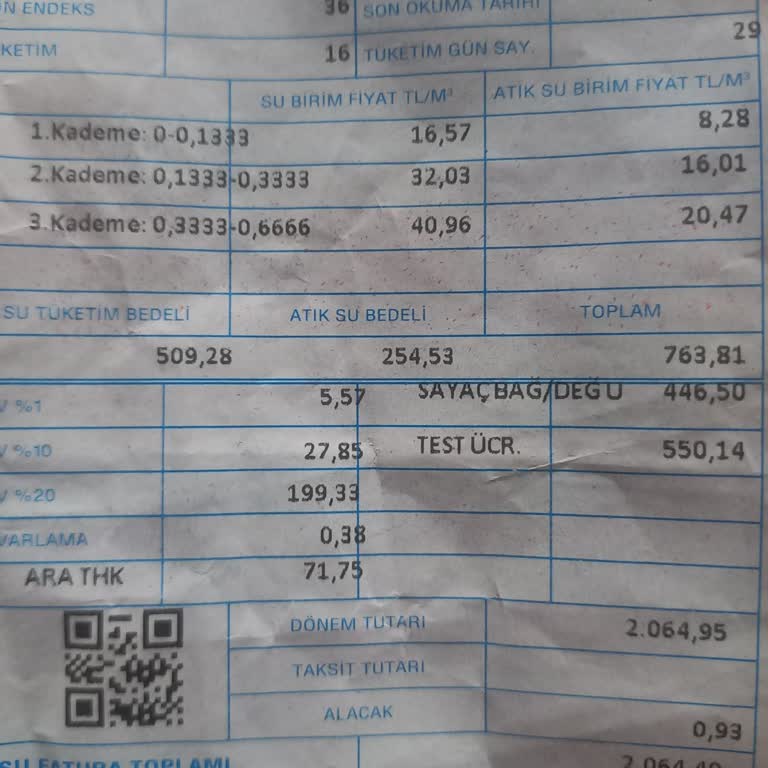 N ENDEKS 36 SON OKUMA TARİHİ
KETİM 16 TÜKETİM GÜN SAY. 29
SU BİRİM FİYAT TL/M³ ATIK SU BİRİM FİYAT TL/M³
1.Kademe: 0-0,1333 16,57 8,28
2.Kademe: 0,1333-0,3333 32,03 16,01
3.Kademe: 0,3333-0,6666 40,96 20,47
SU TÜKETİM BEDELİ ATIK SU BEDELİ TOPLAM
509,28 254,53 763,81
V %1 5,57 SAYAÇBAĞ/DEĞÜ 446,50
V %10 27,85 TEST ÜCR. 550,14
V %20 199,33
VARLAMA 0,38
ARA THK 71,75
DÖNEM TUTARI 2.064,95
TAKSİT TUTARI
ALACAK 0,93
SU FATURA TOPLAMI